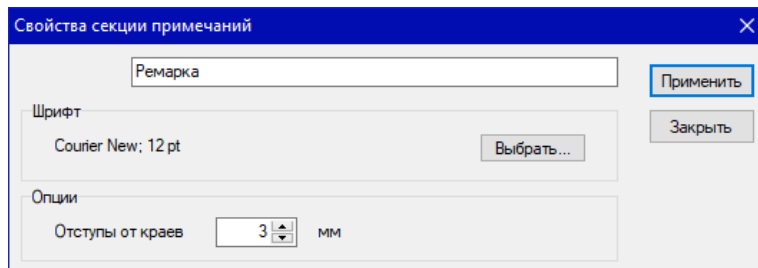 Свойства секции примечаний
Ремарка
Применить
Шрифт
Закрыть
Courier New; 12 pt
Выбрать...
Опции
Отступы от краев 3 мм